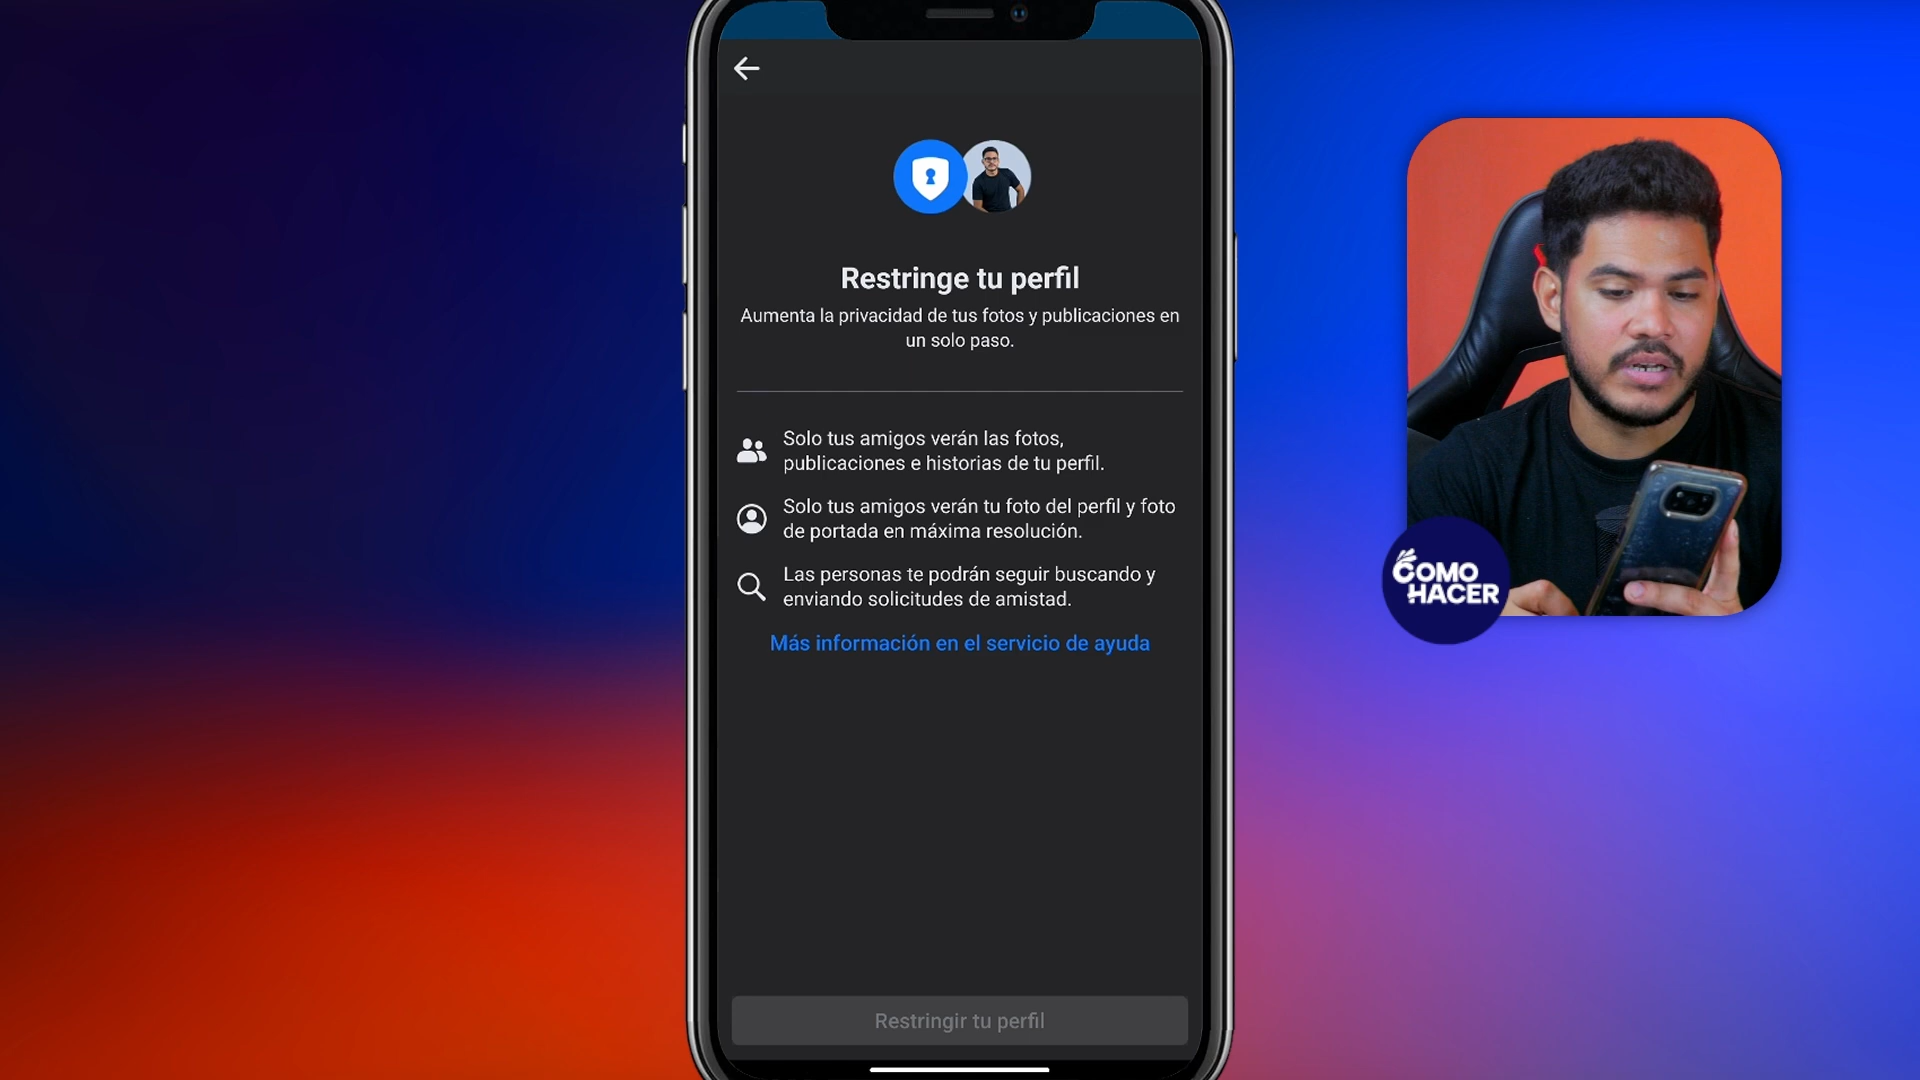 Restringe tu perfil
Aumenta la privacidad de tus fotos y publicaciones en
un solo paso.
Solo tus amigos verán las fotos,
publicaciones e historias de tu perfil.
Solo tus amigos verán tu foto del perfil y foto
de portada en máxima resolución.
Las personas te podrán seguir buscando y
enviando solicitudes de amistad.
Más información en el servicio de ayuda
Restringir tu perfil
COMO
HACER